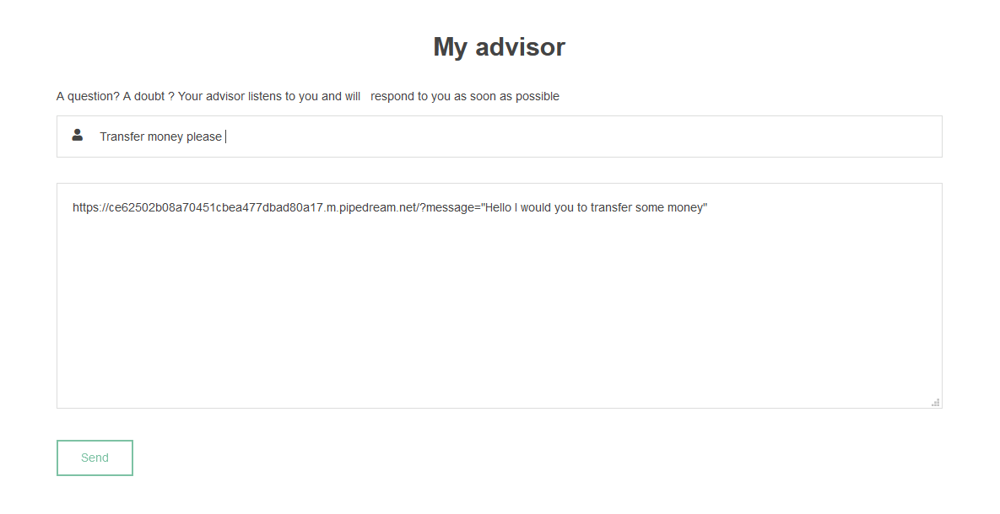 My advisor
A question? A doubt ? Your advisor listens to you and will respond to you as soon as possible
Transfer money please
https://ce62502b08a70451cbea477dbad80a17.m.pipedream.net/?message="Hello I would you to transfer some money"
Send